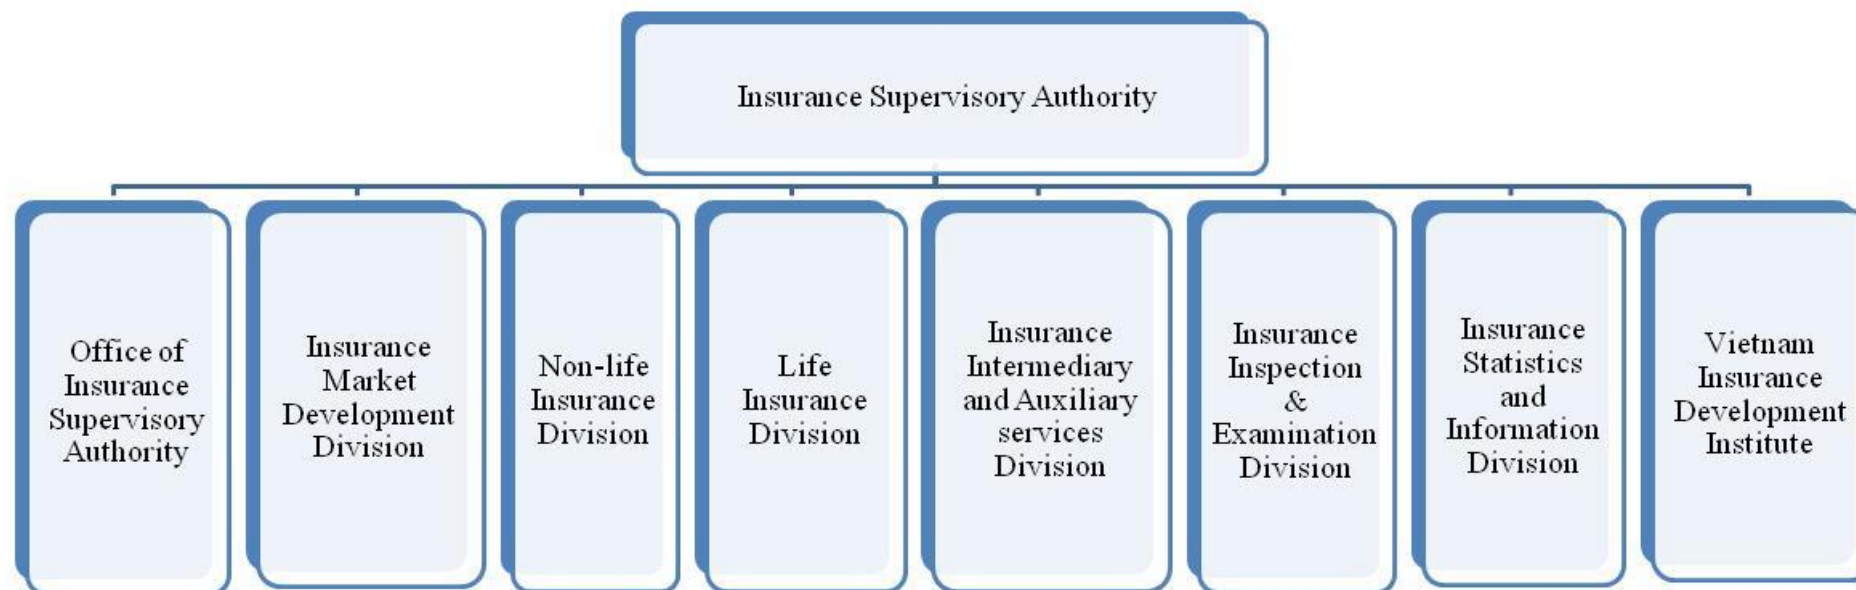 Insurance Supervisory Authority
Office of
Insurance
Supervisory
Authority
Insurance
Market
Development
Division
Non-life
Insurance
Division
Life
Insurance
Division
Insurance
Intermediary
and Auxiliary
services
Division
Insurance
Inspection
&
Examination
Division
Insurance
Statistics
and
Information
Division
Vietnam
Insurance
Development
Institute